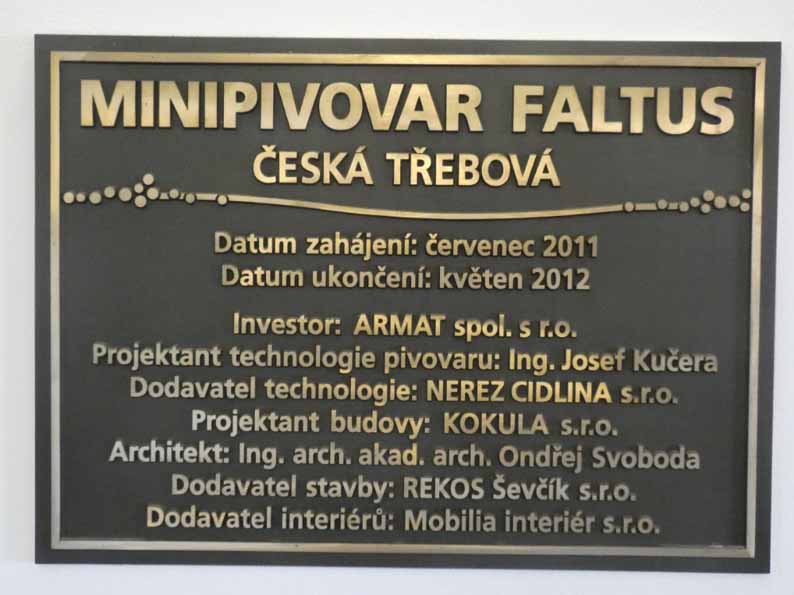 MINIPIVOVAR FALTUS
ČESKÁ TŘEBOVÁ
Datum zahájení: červenec 2011
Datum ukončení: květen 2012
Investor: ARMAT spol. s r.o.
Projektant technologie pivovaru: Ing. Josef Kučera
Dodavatel technologie: NEREZ CIDLINA s.r.o.
Projektant budovy: KOKULA s.r.o.
Architekt: Ing. arch. akad. arch. Ondřej Svoboda
Dodavatel stavby: REKOS Ševčík s.r.o.
Dodavatel interiérů: Mobilia interiér s.r.o.